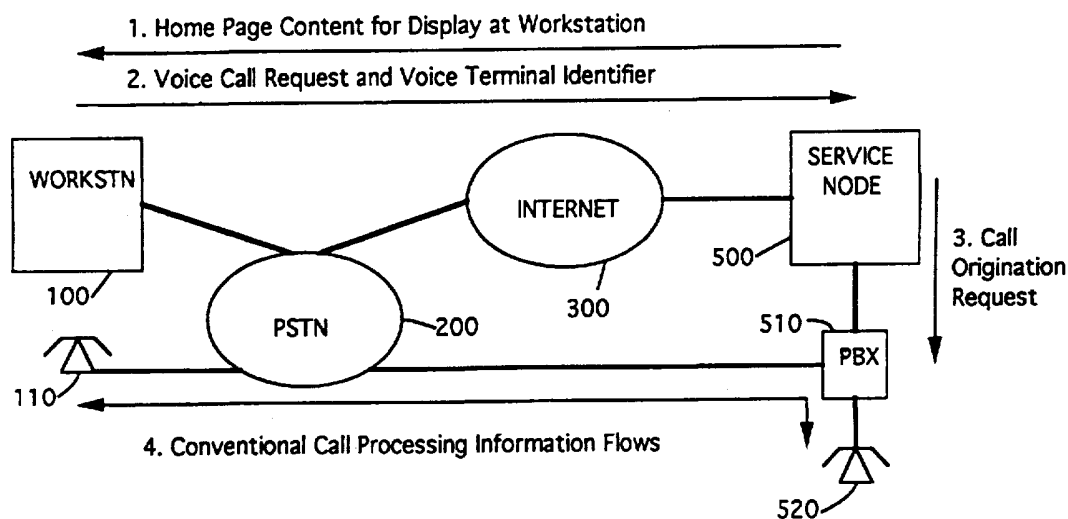 1. Home Page Content for Display at Workstation
2. Voice Call Request and Voice Terminal Identifier
WORKSTN
INTERNET
SERVICE
NODE
500
3. Call
Origination
Request
100
300
PSTN
200
510
PBX
110
4. Conventional Call Processing Information Flows
520